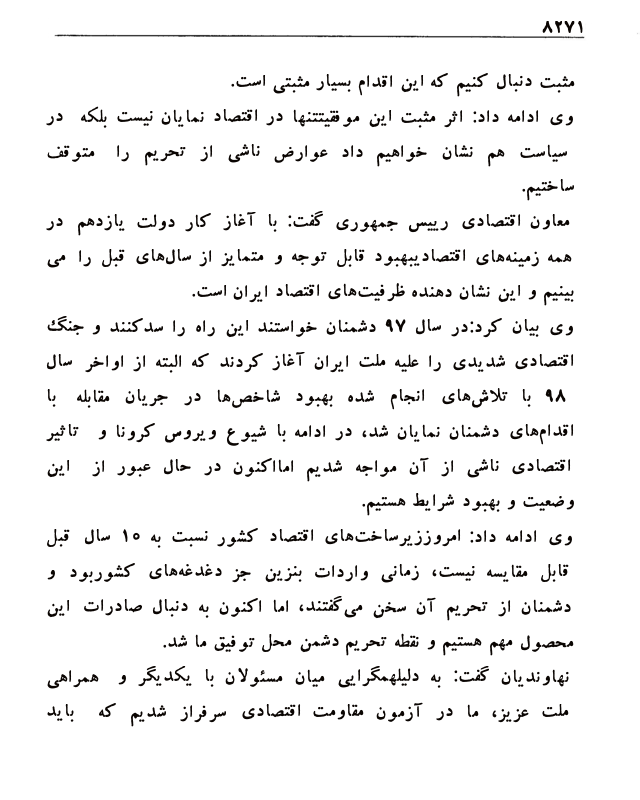 ۸۲۷۱
مثبت دنبال کنیم که این اقدام بسیار مثبتی است.
وی ادامه داد: اثر مثبت این موفقیتتنها در اقتصاد نمایان نیست بلکه در
سیاست هم نشان خواهیم داد عوارض ناشی از تحریم را متوقف
ساختیم.
معاون اقتصادی رییس جمهوری گفت: با آغاز کار دولت یازدهم در
همه زمینه‌های اقتصادیبهبود قابل توجه و متمایز از سال‌های قبل را می
بینیم و این نشان دهنده ظرفیت‌های اقتصاد ایران است.
وی بیان کرد:در سال ۹۷ دشمنان خواستند این راه را سدکنند و جنگ
اقتصادی شدیدی را علیه ملت ایران آغاز کردند که البته از اواخر سال
۹۸ با تلاش‌های انجام شده بهبود شاخص‌ها در جریان مقابله با
اقدام‌های دشمنان نمایان شد، در ادامه با شیوع ویروس کرونا و تاثیر
اقتصادی ناشی از آن مواجه شدیم امااکنون در حال عبور از این
وضعیت و بهبود شرایط هستیم.
وی ادامه داد: امروززیرساخت‌های اقتصاد کشور نسبت به ۱۰ سال قبل
قابل مقایسه نیست، زمانی واردات بنزین جز دغدغه‌های کشوربود و
دشمنان از تحریم آن سخن می‌گفتند، اما اکنون به دنبال صادرات این
محصول مهم هستیم و نقطه تحریم دشمن محل توفیق ما شد.
نهاوندیان گفت: به دلیلهمگرایی میان مسئولان با یکدیگر و همراهی
ملت عزیز، ما در آزمون مقاومت اقتصادی سرفراز شدیم که باید